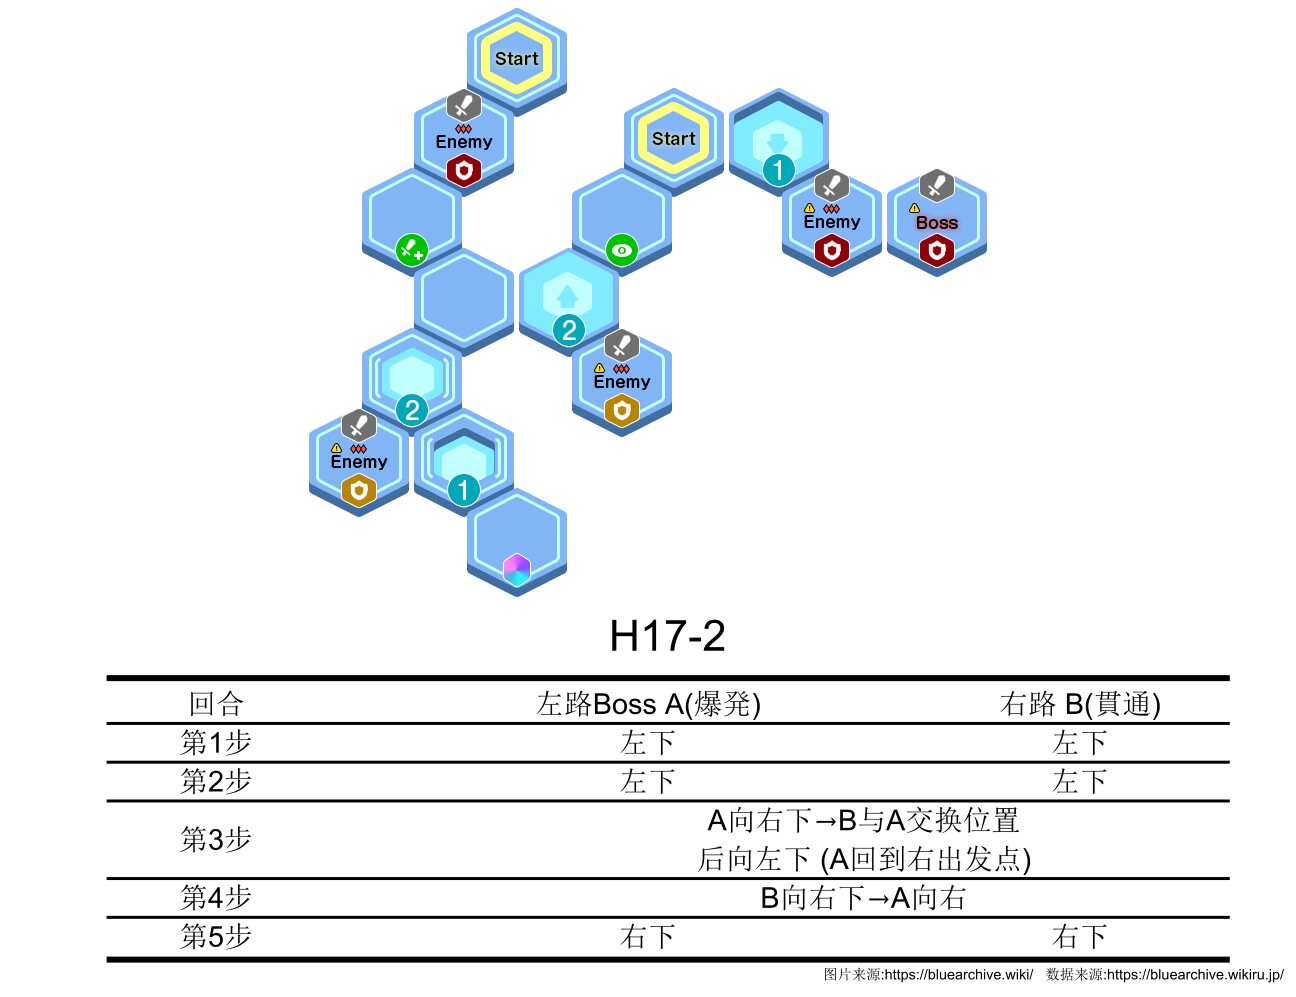 Start
Enemy
Start
1
Enemy
Boss
2
Enemy
2
Enemy
1
H17-2
回合 左路Boss A(爆発) 右路 B(貫通)
第1步 左下 左下
第2步 左下 左下
第3步 A向右下→B与A交换位置
后向左下 (A回到右出发点)
第4步 B向右下→A向右
第5步 右下 右下
图片来源:https://bluearchive.wiki/ 数据来源:https://bluearchive.wikiru.jp/